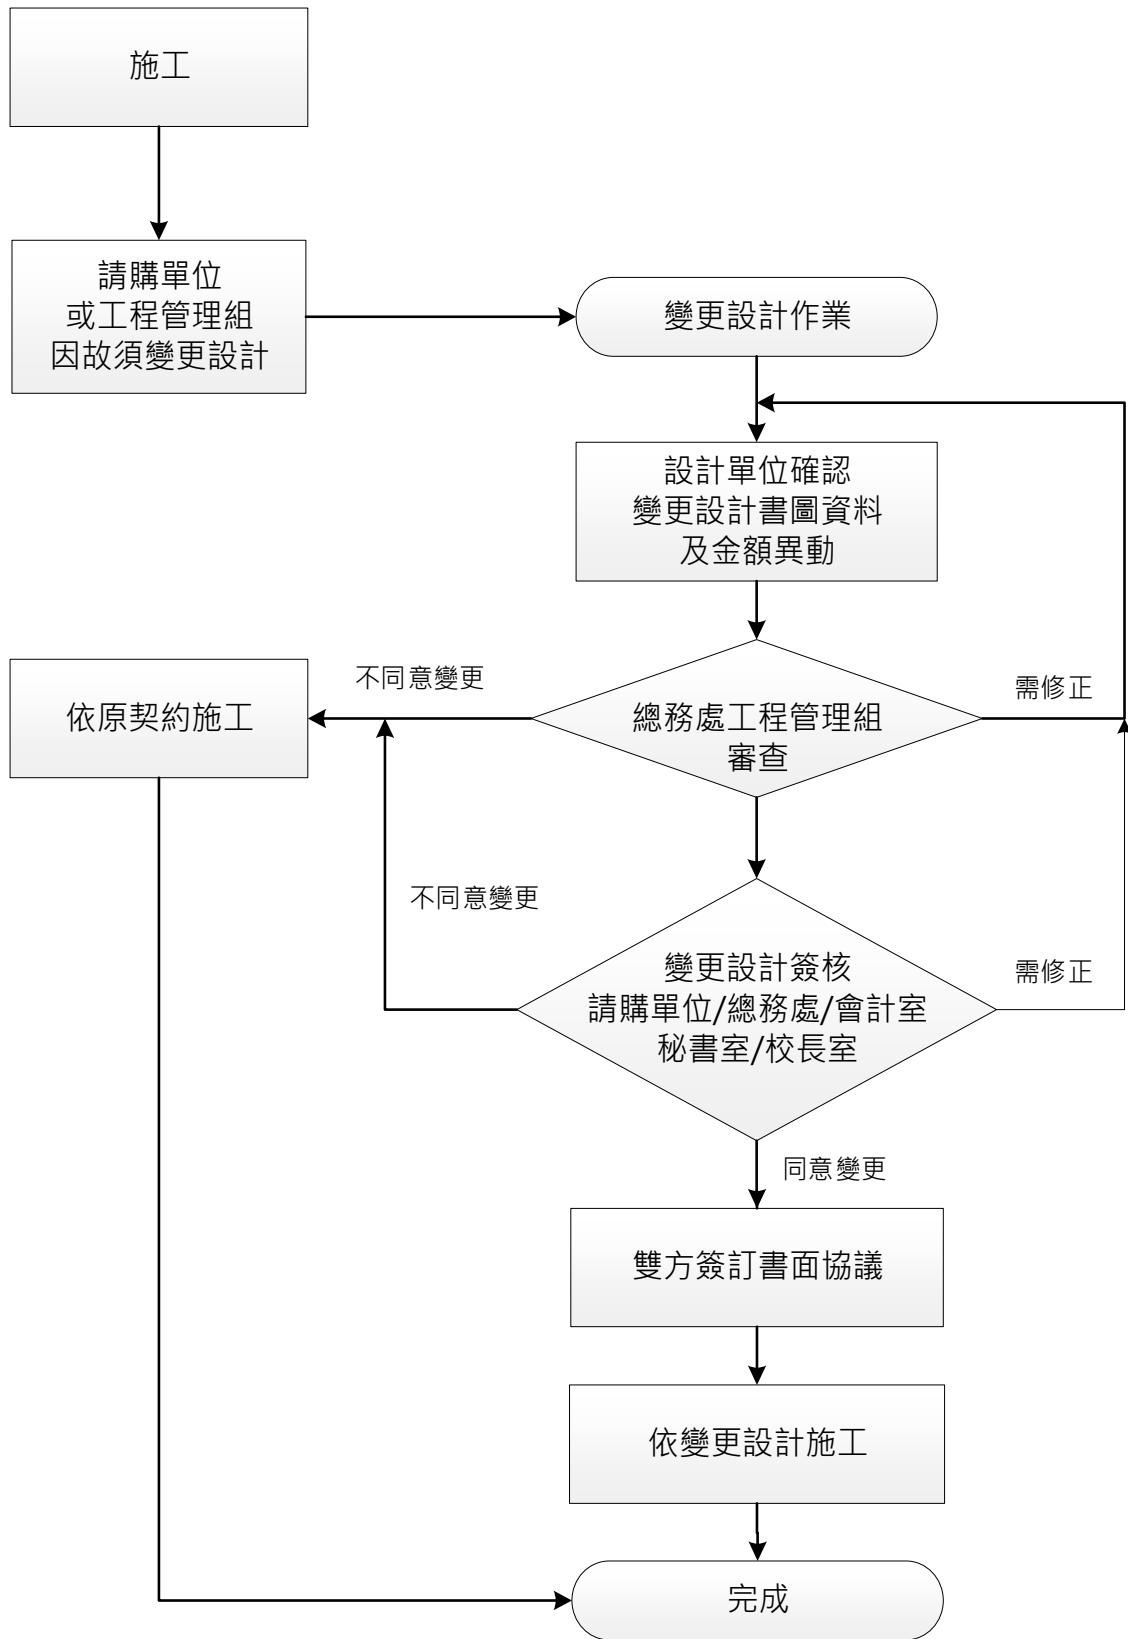 施工
請購單位
或工程管理組
因故須變更設計
變更設計作業
設計單位確認
變更設計書圖資料
及金額異動
不同意變更
需修正
依原契約施工
總務處工程管理組
審查
不同意變更
變更設計簽核
請購單位/總務處/會計室
秘書室/校長室
需修正
同意變更
雙方簽訂書面協議
依變更設計施工
完成